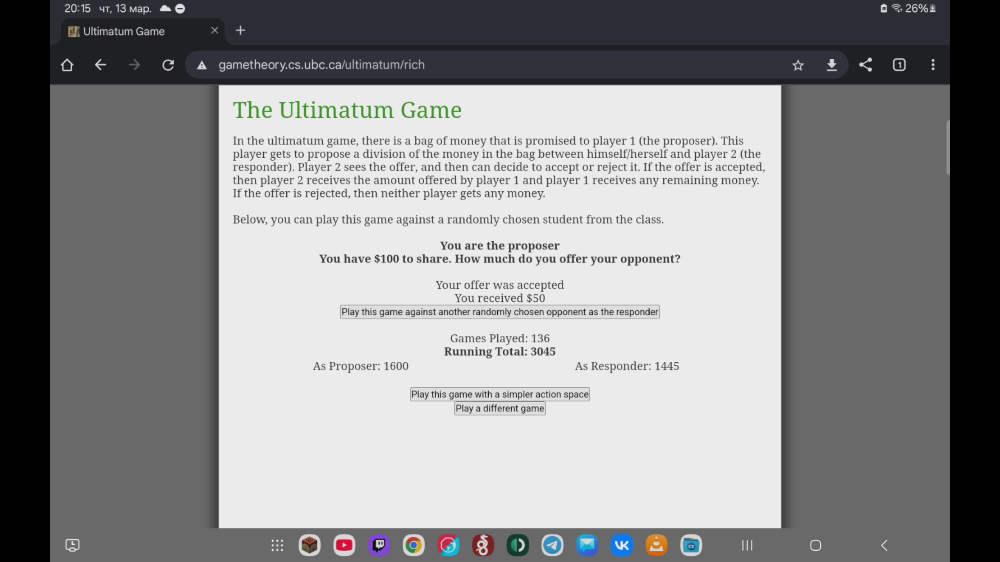 20:15 чт, 13 мар. 26%
Ultimatum Game
gametheory.cs.ubc.ca/ultimatum/rich
1
The Ultimatum Game
In the ultimatum game, there is a bag of money that is promised to player 1 (the proposer). This
player gets to propose a division of the money in the bag between himself/herself and player 2 (the
responder). Player 2 sees the offer, and then can decide to accept or reject it. If the offer is accepted,
then player 2 receives the amount offered by player 1 and player 1 receives any remaining money.
If the offer is rejected, then neither player gets any money.
Below, you can play this game against a randomly chosen student from the class.
You are the proposer
You have $100 to share. How much do you offer your opponent?
Your offer was accepted
You received $50
Play this game against another randomly chosen opponent as the responder
Games Played: 136
Running Total: 3045
As Proposer: 1600 As Responder: 1445
Play this game with a simpler action space
Play a different game
CX